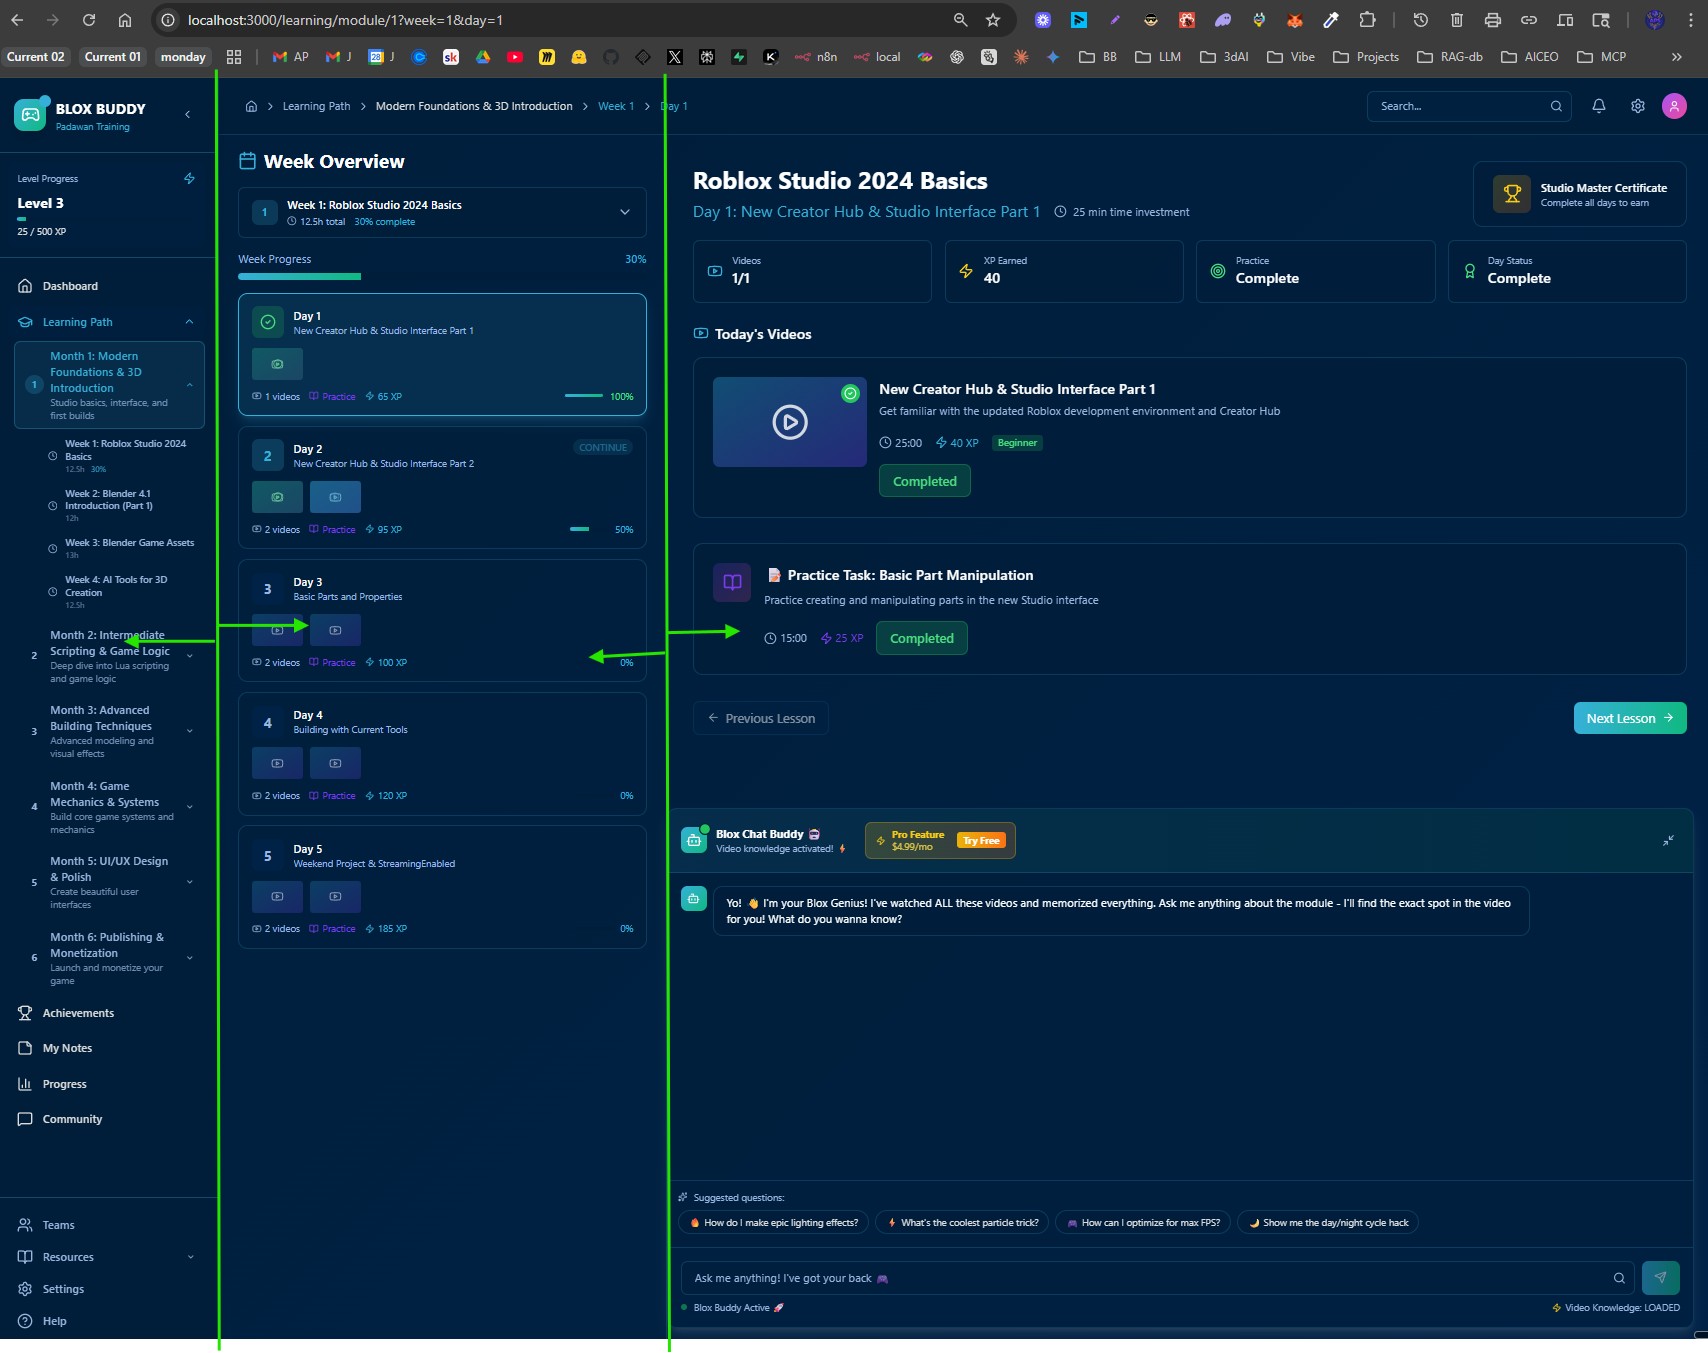 localhost:3000/learning/module/1?week=1&day=1
Current 02
Current 01
monday
AP
J
28
J
sk
n8n
local
BB
LLM
3dAI
Vibe
Projects
RAG-db
AICEO
MCP
BLOX BUDDY
Padawan Training
Level Progress
Level 3
25 / 500 XP
Dashboard
Learning Path
1
Month 1: Modern
Foundations & 3D
Introduction
Studio basics, interface, and
first builds
Week 1: Roblox Studio 2024
Basics
12.5h 30%
Week 2: Blender 4.1
Introduction (Part 1)
12h
Week 3: Blender Game Assets
13h
Week 4: AI Tools for 3D
Creation
12.5h
2
Month 2: Intermediate
Scripting & Game Logic
Deep dive into Lua scripting
and game logic
3
Month 3: Advanced
Building Techniques
Advanced modeling and
visual effects
4
Month 4: Game
Mechanics & Systems
Build core game systems and
mechanics
5
Month 5: UI/UX Design
& Polish
Create beautiful user
interfaces
6
Month 6: Publishing &
Monetization
Launch and monetize your
game
Achievements
My Notes
Progress
Community
Teams
Resources
Settings
Help
Learning Path
Modern Foundations & 3D Introduction
Week 1
Day 1
Search...
Week Overview
1
Week 1: Roblox Studio 2024 Basics
12.5h total 30% complete
Week Progress 30%
Day 1
New Creator Hub & Studio Interface Part 1
1 videos Practice 65 XP 100%
2
Day 2
CONTINUE
New Creator Hub & Studio Interface Part 2
2 videos Practice 95 XP 50%
3
Day 3
Basic Parts and Properties
2 videos Practice 100 XP 0%
4
Day 4
Building with Current Tools
2 videos Practice 120 XP 0%
5
Day 5
Weekend Project & StreamingEnabled
2 videos Practice 185 XP 0%
Roblox Studio 2024 Basics
Day 1: New Creator Hub & Studio Interface Part 1 25 min time investment
Studio Master Certificate
Complete all days to earn
Videos
1/1
XP Earned
40
Practice
Complete
Day Status
Complete
Today's Videos
New Creator Hub & Studio Interface Part 1
Get familiar with the updated Roblox development environment and Creator Hub
25:00 40 XP Beginner
Completed
📝 Practice Task: Basic Part Manipulation
Practice creating and manipulating parts in the new Studio interface
15:00 25 XP Completed
← Previous Lesson
Next Lesson →
Blox Chat Buddy
Video knowledge activated! ⚡
Pro Feature
$4.99/mo
Try Free
Yo! 👋 I'm your Blox Genius! I've watched ALL these videos and memorized everything. Ask me anything about the module - I'll find the exact spot in the video
for you! What do you wanna know?
Suggested questions:
🔥 How do I make epic lighting effects?
⚡ What's the coolest particle trick?
🎮 How can I optimize for max FPS?
🌙 Show me the day/night cycle hack
Ask me anything! I've got your back 🎮
Blox Buddy Active 🚀
Video Knowledge: LOADED